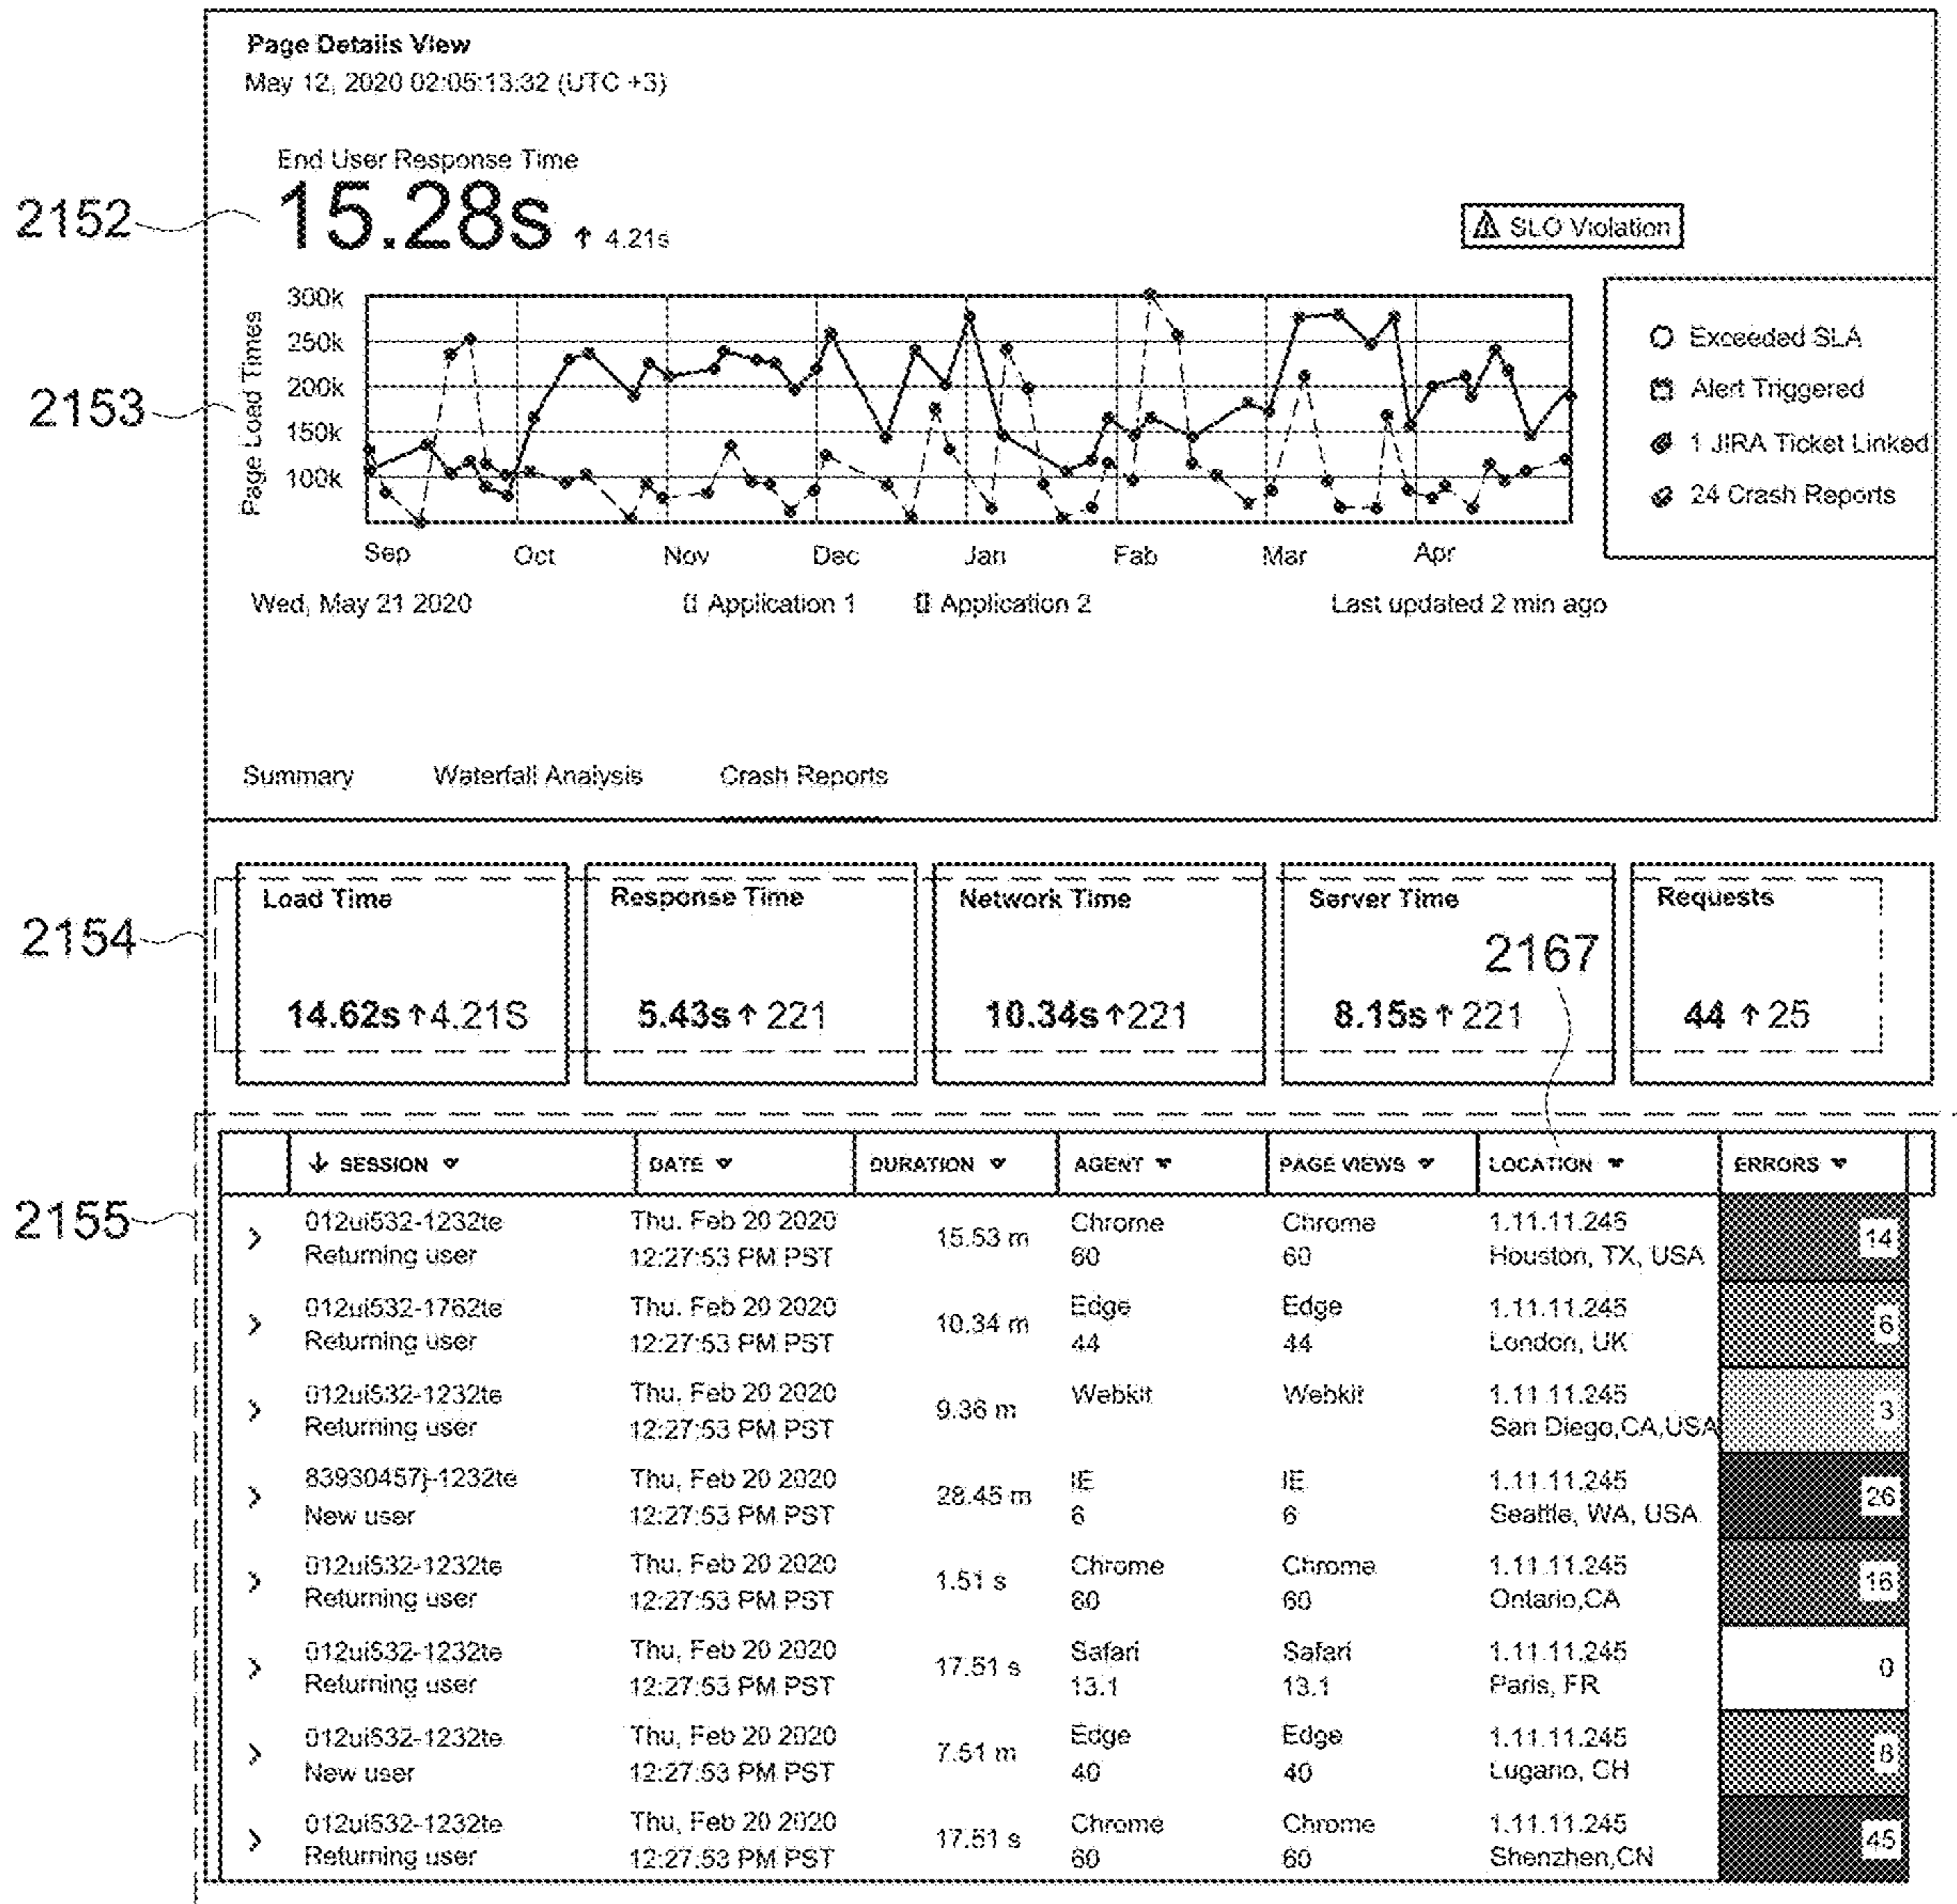 Page Details View
May 12, 2020 02:05:13:32 (UTC +3)
End User Response Time
2152
15.28s ↑ 4.21s
SLO Violation
2153
Page Load Times
300k
250k
200k
150k
100k
Sep Oct Nov Dec Jan Fab Mar Apr
Exceeded SLA
Alert Triggered
1 JIRA Ticket Linked
24 Crash Reports
Wed, May 21 2020 Application 1 Application 2 Last updated 2 min ago
Summary Waterfall Analysis Crash Reports
2154
Load Time Response Time Network Time Server Time Requests
2167
14.62s ↑4.21S 5.43s ↑ 221 10.34s ↑221 8.15s ↑ 221 44 ↑ 25
2155
↓ SESSION DATE DURATION AGENT PAGE VIEWS LOCATION ERRORS
012ui532-1232te Thu. Feb 20 2020 15.53 m Chrome Chrome 1.11.11.245 14
Returning user 12:27:53 PM PST 60 60 Houston, TX, USA
012ui532-1762te Thu. Feb 20 2020 10.34 m Edge Edge 1.11.11.245
Returning user 12:27:53 PM PST 44 44 London, UK
012ui532-1232te Thu, Feb 20 2020 9.36 m Webkit Webkit 1.11.11.245 3
Returning user 12:27:53 PM PST San Diego,CA,USA
83930457j-1232te Thu, Feb 20 2020 28.45 m IE IE 1.11.11.245 26
New user 12:27:53 PM PST 6 6 Seattle, WA, USA
012ui532-1232te Thu, Feb 20 2020 1.51 s Chrome Chrome 1.11.11.245 16
Returning user 12:27:53 PM PST 60 60 Ontario,CA
012ui532-1232te Thu, Feb 20 2020 17.51 s Safari Safari 1.11.11.245 0
Returning user 12:27:53 PM PST 13.1 13.1 Paris, FR
012ui532-1232te Thu, Feb 20 2020 7.51 m Edge Edge 1.11.11.245
New user 12:27:53 PM PST 40 40 Lugano, CH
012ui532-1232te Thu, Feb 20 2020 17.51 s Chrome Chrome 1.11.11.245 45
Returning user 12:27:53 PM PST 60 60 Shenzhen,CN